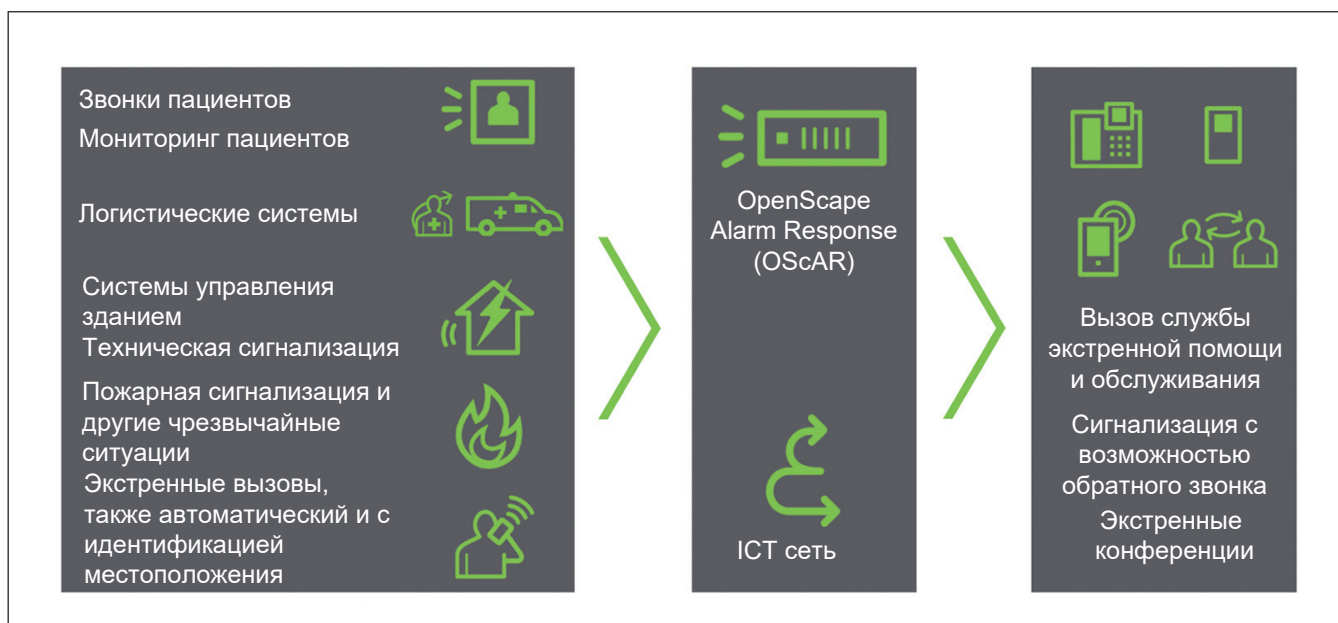 Звонки пациентов
Мониторинг пациентов
Логистические системы
Системы управления
зданием
Техническая сигнализация
Пожарная сигнализация и
другие чрезвычайные
ситуации
Экстренные вызовы,
также автоматический и с
идентификацией
местоположения
OpenScape
Alarm Response
(OScAR)
ICT сеть
Вызов службы
экстренной помощи
и обслуживания
Сигнализация с
возможностью
обратного звонка
Экстренные
конференции